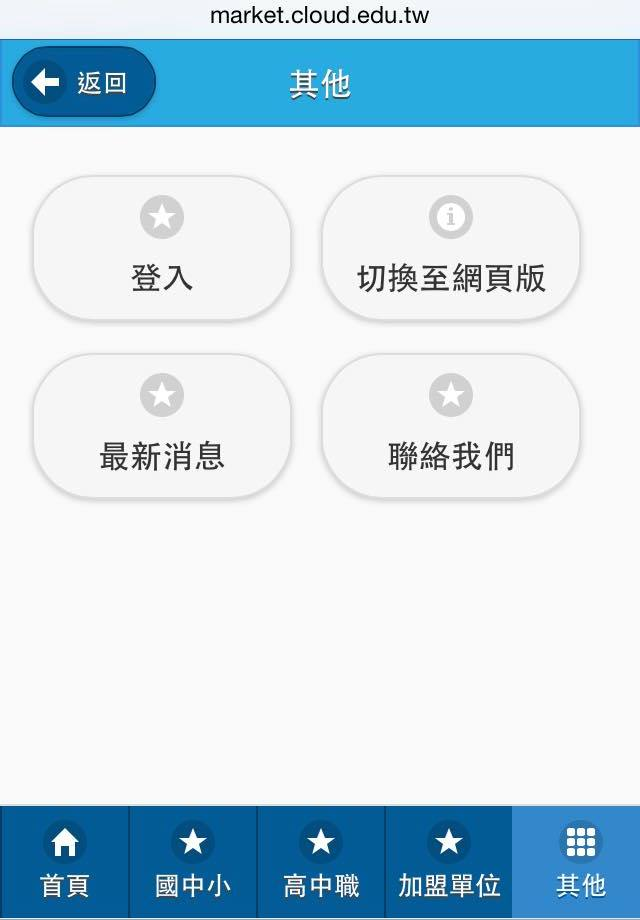 market.cloud.edu.tw
返回
其他
登入
切換至網頁版
最新消息
聯絡我們
首頁
國中小
高中職
加盟單位
其他